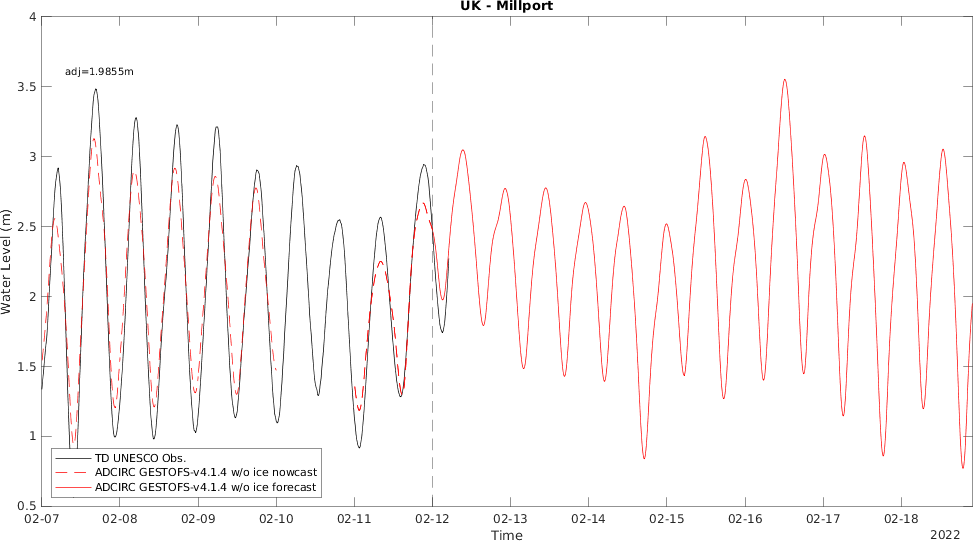 UK - Millport
adj=1.9855m
Water Level (m)
4
3.5
3
2.5
2
1.5
1
0.5
TD UNESCO Obs.
ADCIRC GESTOFS-v4.1.4 w/o ice nowcast
ADCIRC GESTOFS-v4.1.4 w/o ice forecast
02-07 02-08 02-09 02-10 02-11 02-12 02-13 02-14 02-15 02-16 02-17 02-18
Time
2022